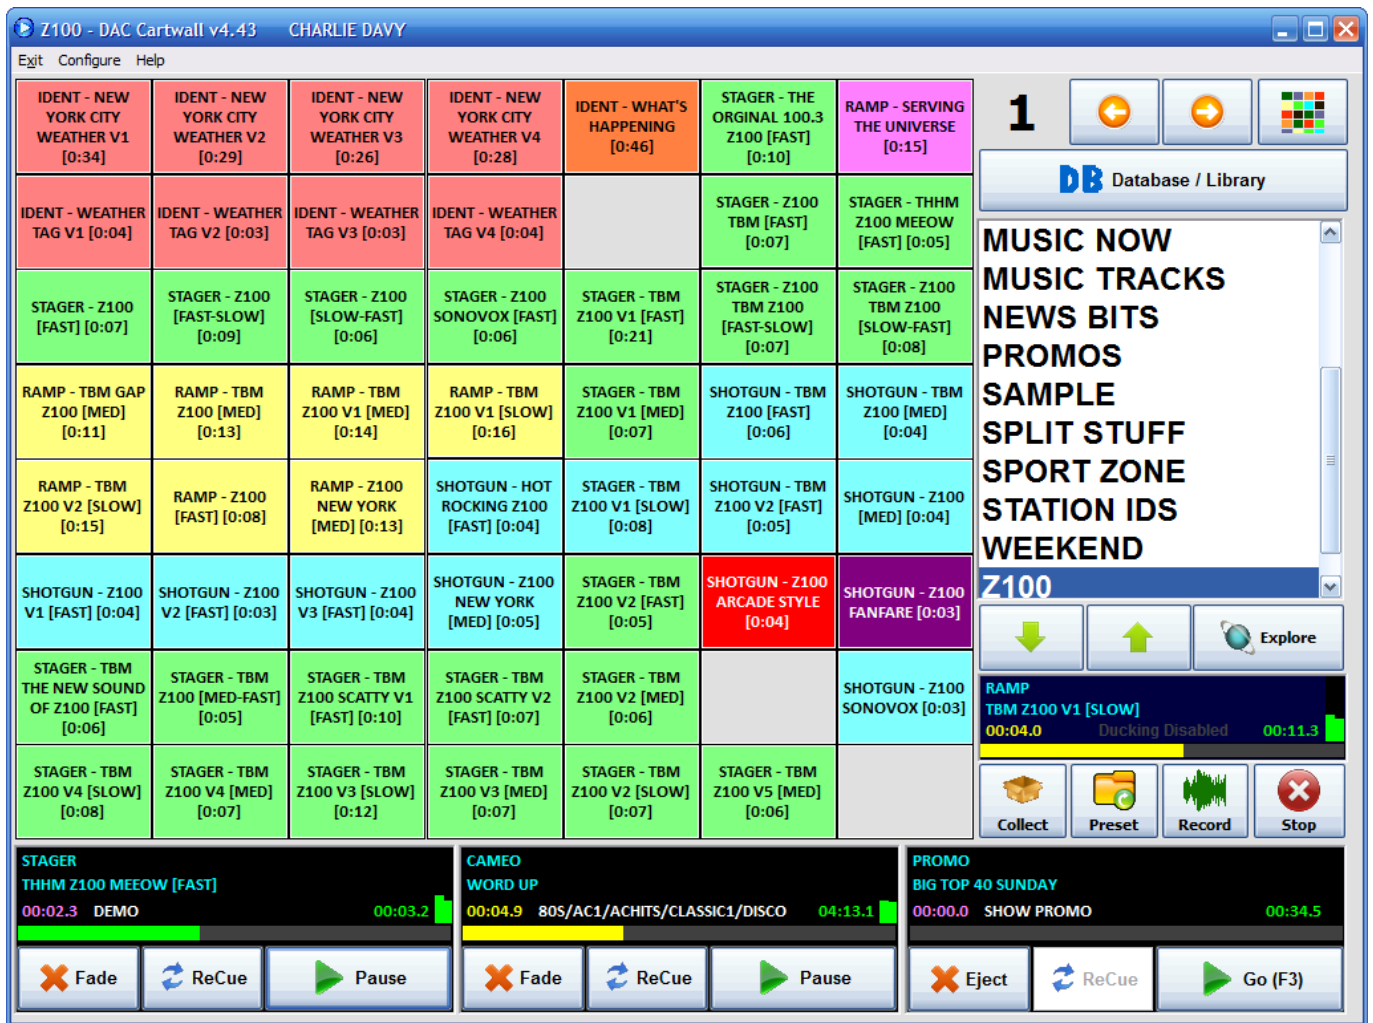 Z100 - DAC Cartwall v4.43 CHARLIE DAVY
Exit Configure Help
IDENT - NEW
YORK CITY
WEATHER V1
[0:34]
IDENT - NEW
YORK CITY
WEATHER V2
[0:29]
IDENT - NEW
YORK CITY
WEATHER V3
[0:26]
IDENT - NEW
YORK CITY
WEATHER V4
[0:28]
IDENT - WHAT'S
HAPPENING
[0:46]
STAGER - THE
ORGINAL 100.3
Z100 [FAST]
[0:10]
RAMP - SERVING
THE UNIVERSE
[0:15]
IDENT - WEATHER
TAG V1 [0:04]
IDENT - WEATHER
TAG V2 [0:03]
IDENT - WEATHER
TAG V3 [0:03]
IDENT - WEATHER
TAG V4 [0:04]
STAGER - Z100
TBM [FAST]
[0:07]
STAGER - THHM
Z100 MEEOW
[FAST] [0:05]
STAGER - Z100
[FAST] [0:07]
STAGER - Z100
[FAST-SLOW]
[0:09]
STAGER - Z100
[SLOW-FAST]
[0:06]
STAGER - Z100
SONOVOX [FAST]
[0:06]
STAGER - TBM
Z100 V1 [FAST]
[0:21]
STAGER - Z100
TBM Z100
[FAST-SLOW]
[0:07]
STAGER - Z100
TBM Z100
[SLOW-FAST]
[0:08]
RAMP - TBM GAP
Z100 [MED]
[0:11]
RAMP - TBM
Z100 [MED]
[0:13]
RAMP - TBM
Z100 V1 [MED]
[0:14]
RAMP - TBM
Z100 V1 [SLOW]
[0:16]
STAGER - TBM
Z100 V1 [MED]
[0:07]
SHOTGUN - TBM
Z100 [FAST]
[0:06]
SHOTGUN - TBM
Z100 [MED]
[0:04]
RAMP - TBM
Z100 V2 [SLOW]
[0:15]
RAMP - Z100
[FAST] [0:08]
RAMP - Z100
NEW YORK
[MED] [0:13]
SHOTGUN - HOT
ROCKING Z100
[FAST] [0:04]
STAGER - TBM
Z100 V1 [SLOW]
[0:08]
SHOTGUN - TBM
Z100 V2 [FAST]
[0:05]
SHOTGUN - Z100
[MED] [0:04]
SHOTGUN - Z100
V1 [FAST] [0:04]
SHOTGUN - Z100
V2 [FAST] [0:03]
SHOTGUN - Z100
V3 [FAST] [0:04]
SHOTGUN - Z100
NEW YORK
[MED] [0:05]
STAGER - TBM
Z100 V2 [FAST]
[0:05]
SHOTGUN - Z100
ARCADE STYLE
[0:04]
SHOTGUN - Z100
FANFARE [0:03]
STAGER - TBM
THE NEW SOUND
OF Z100 [FAST]
[0:06]
STAGER - TBM
Z100 [MED-FAST]
[0:05]
STAGER - TBM
Z100 SCATTY V1
[FAST] [0:10]
STAGER - TBM
Z100 SCATTY V2
[FAST] [0:07]
STAGER - TBM
Z100 V2 [MED]
[0:06]
SHOTGUN - Z100
SONOVOX [0:03]
STAGER - TBM
Z100 V4 [SLOW]
[0:08]
STAGER - TBM
Z100 V4 [MED]
[0:07]
STAGER - TBM
Z100 V3 [SLOW]
[0:12]
STAGER - TBM
Z100 V3 [MED]
[0:07]
STAGER - TBM
Z100 V2 [SLOW]
[0:07]
STAGER - TBM
Z100 V5 [MED]
[0:06]
1
DB Database / Library
MUSIC NOW
MUSIC TRACKS
NEWS BITS
PROMOS
SAMPLE
SPLIT STUFF
SPORT ZONE
STATION IDS
WEEKEND
Z100
Explore
RAMP
TBM Z100 V1 [SLOW]
00:04.0 Ducking Disabled 00:11.3
Collect Preset Record Stop
STAGER
THHM Z100 MEEOW [FAST]
00:02.3 DEMO 00:03.2
Fade ReCue Pause
CAMEO
WORD UP
00:04.9 80S/AC1/ACHITS/CLASSIC1/DISCO 04:13.1
Fade ReCue Pause
PROMO
BIG TOP 40 SUNDAY
00:00.0 SHOW PROMO 00:34.5
Eject ReCue Go (F3)